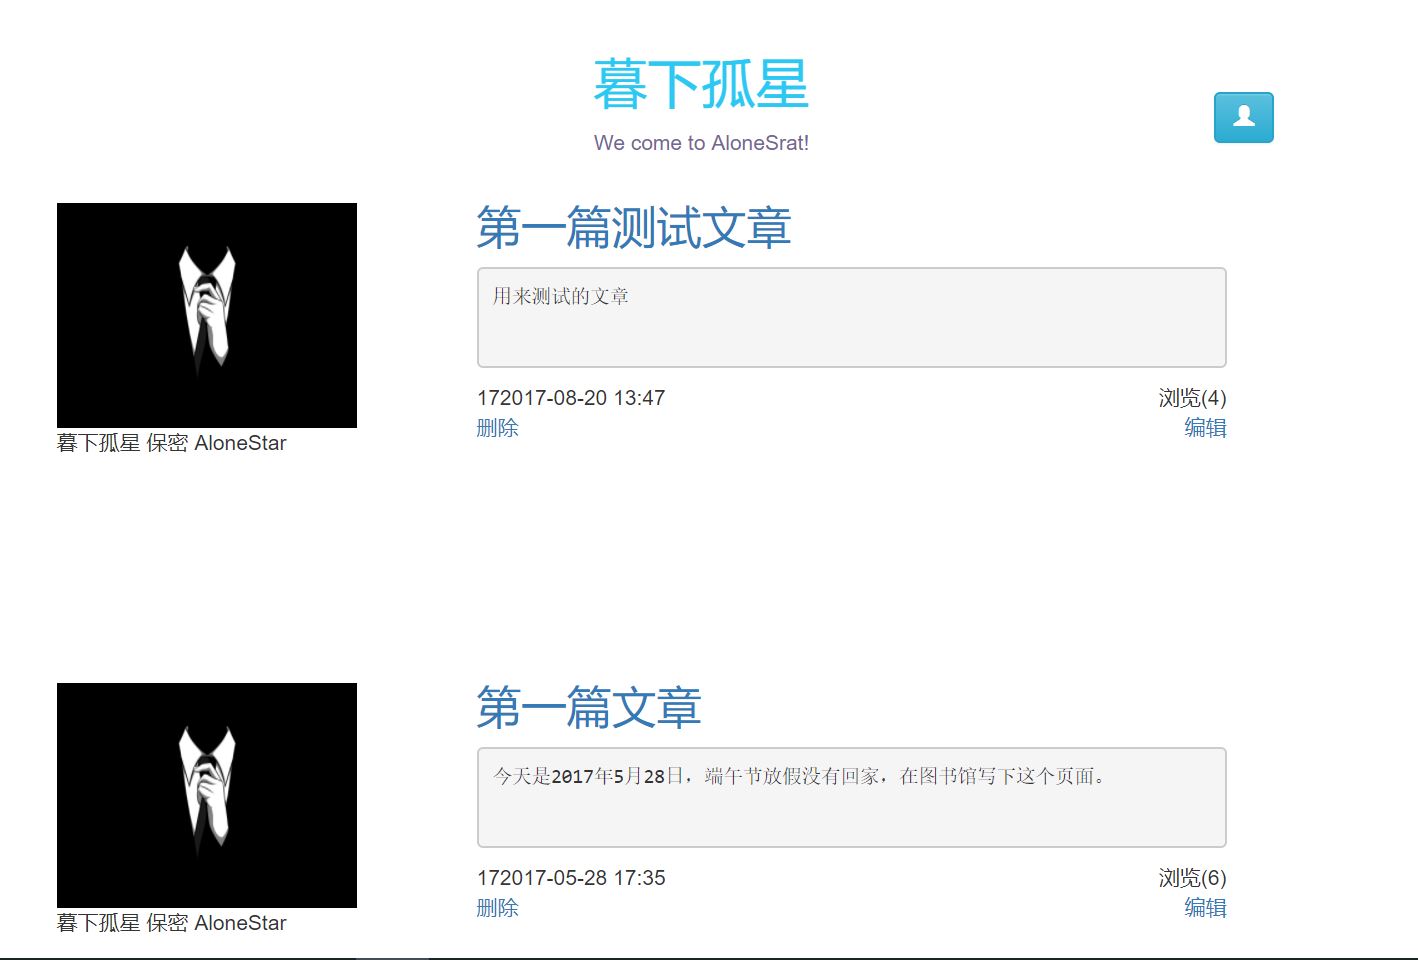 暮下孤星
We come to AloneSrat!
第一篇测试文章
用来测试的文章
172017-08-20 13:47 浏览(4)
删除 编辑
暮下孤星 保密 AloneStar
第一篇文章
今天是2017年5月28日，端午节放假没有回家，在图书馆写下这个页面。
172017-05-28 17:35 浏览(6)
删除 编辑
暮下孤星 保密 AloneStar